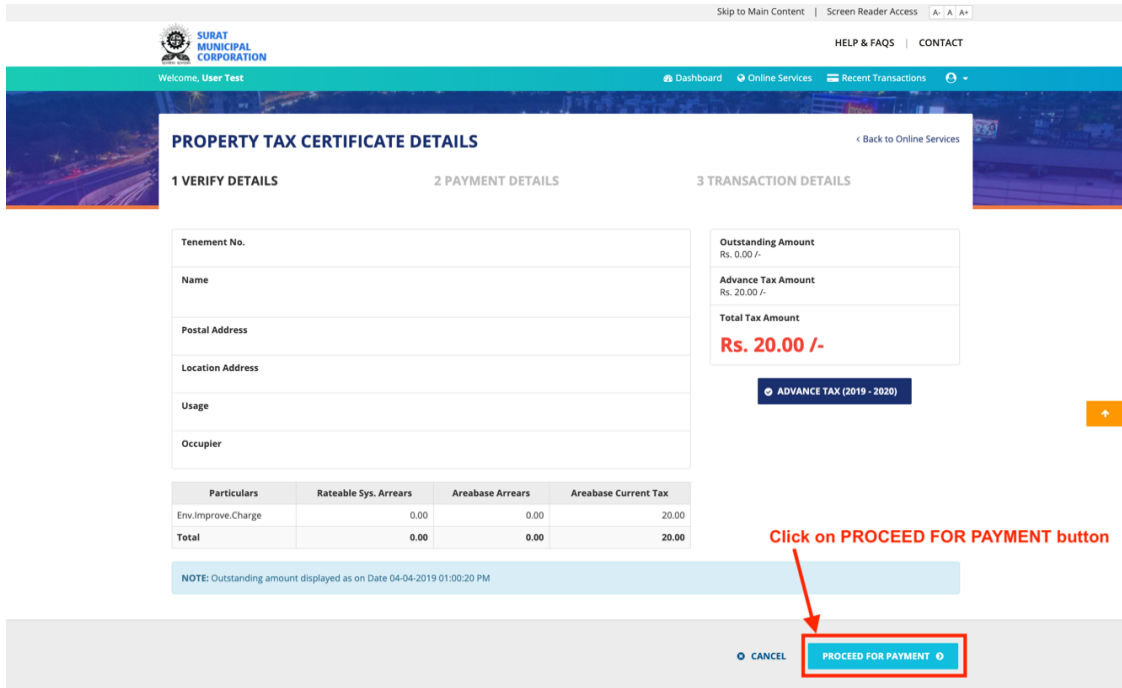 Skip to Main Content | Screen Reader Access A- A A+
SURAT
MUNICIPAL
CORPORATION
HELP & FAQS | CONTACT
Welcome, User Test
Dashboard Online Services Recent Transactions
PROPERTY TAX CERTIFICATE DETAILS
< Back to Online Services
1 VERIFY DETAILS 2 PAYMENT DETAILS 3 TRANSACTION DETAILS
Tenement No.
Name
Postal Address
Location Address
Usage
Occupier
Outstanding Amount
Rs. 0.00 /-
Advance Tax Amount
Rs. 20.00 /-
Total Tax Amount
Rs. 20.00 /-
ADVANCE TAX (2019 - 2020)
Particulars Rateable Sys. Arrears Areabase Arrears Areabase Current Tax
Env.Improve.Charge 0.00 0.00 20.00
Total 0.00 0.00 20.00
Click on PROCEED FOR PAYMENT button
NOTE: Outstanding amount displayed as on Date 04-04-2019 01:00:20 PM
CANCEL PROCEED FOR PAYMENT